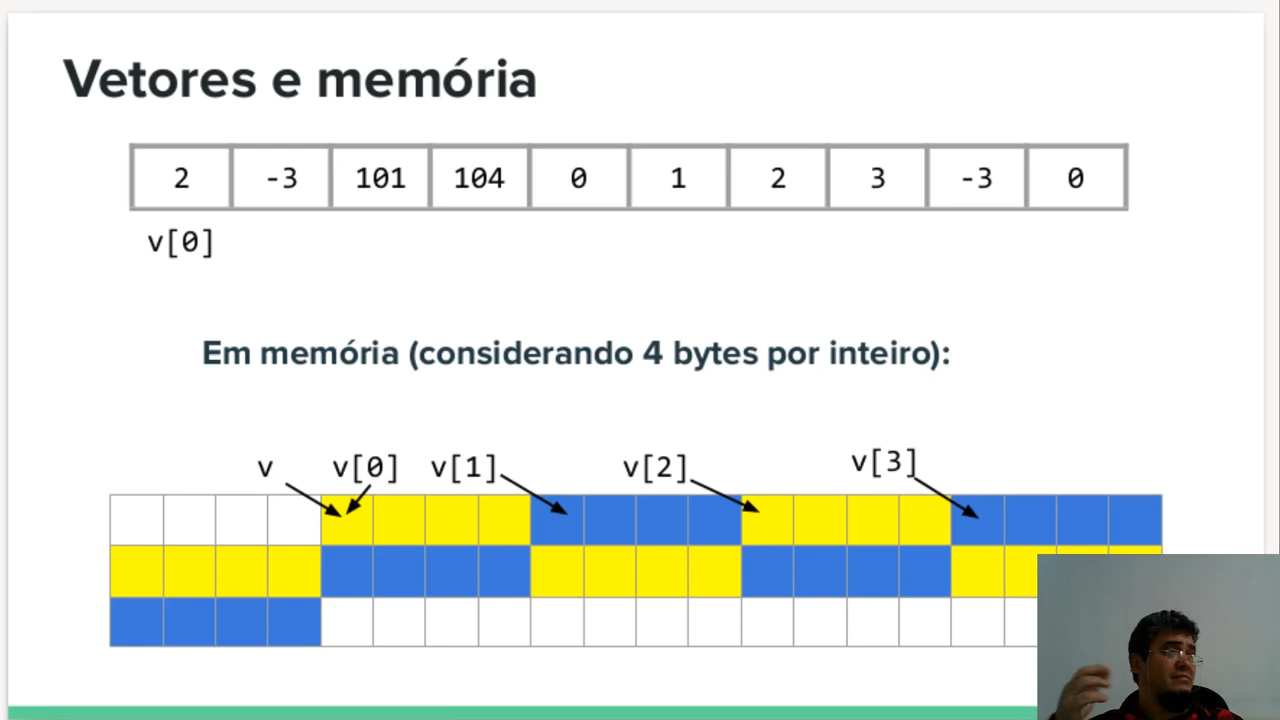 Vetores e memória
2 -3 101 104 0 1 2 3 -3 0
v[0]
Em memória (considerando 4 bytes por inteiro):
v v[0] v[1] v[2] v[3]